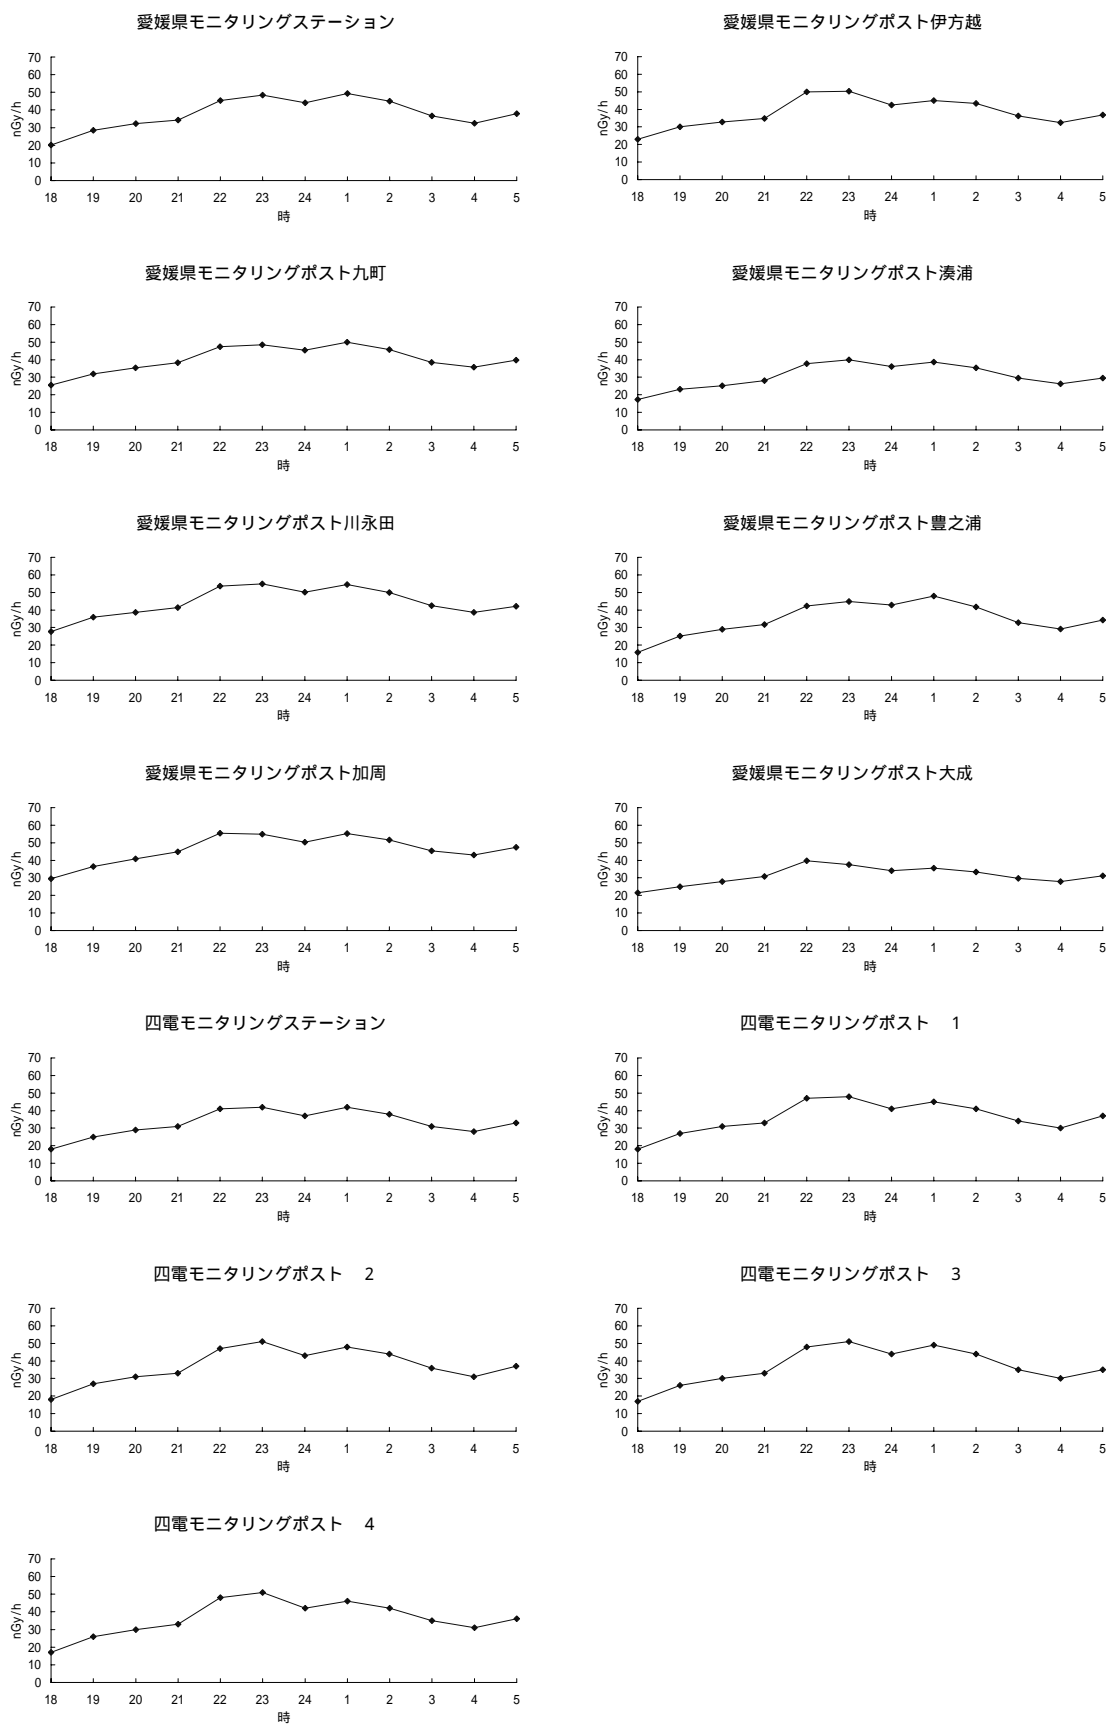 愛媛県モニタリングステーション
70
60
50
40
30
20
10
0
nGy/h
18 19 20 21 22 23 24 1 2 3 4 5
時
愛媛県モニタリングポスト伊方越
70
60
50
40
30
20
10
0
nGy/h
18 19 20 21 22 23 24 1 2 3 4 5
時
愛媛県モニタリングポスト九町
70
60
50
40
30
20
10
0
nGy/h
18 19 20 21 22 23 24 1 2 3 4 5
時
愛媛県モニタリングポスト湊浦
70
60
50
40
30
20
10
0
nGy/h
18 19 20 21 22 23 24 1 2 3 4 5
時
愛媛県モニタリングポスト川永田
70
60
50
40
30
20
10
0
nGy/h
18 19 20 21 22 23 24 1 2 3 4 5
時
愛媛県モニタリングポスト豊之浦
70
60
50
40
30
20
10
0
nGy/h
18 19 20 21 22 23 24 1 2 3 4 5
時
愛媛県モニタリングポスト加周
70
60
50
40
30
20
10
0
nGy/h
18 19 20 21 22 23 24 1 2 3 4 5
時
愛媛県モニタリングポスト大成
70
60
50
40
30
20
10
0
nGy/h
18 19 20 21 22 23 24 1 2 3 4 5
時
四電モニタリングステーション
70
60
50
40
30
20
10
0
nGy/h
18 19 20 21 22 23 24 1 2 3 4 5
時
四電モニタリングポスト 1
70
60
50
40
30
20
10
0
nGy/h
18 19 20 21 22 23 24 1 2 3 4 5
時
四電モニタリングポスト 2
70
60
50
40
30
20
10
0
nGy/h
18 19 20 21 22 23 24 1 2 3 4 5
時
四電モニタリングポスト 3
70
60
50
40
30
20
10
0
nGy/h
18 19 20 21 22 23 24 1 2 3 4 5
時
四電モニタリングポスト 4
70
60
50
40
30
20
10
0
nGy/h
18 19 20 21 22 23 24 1 2 3 4 5
時